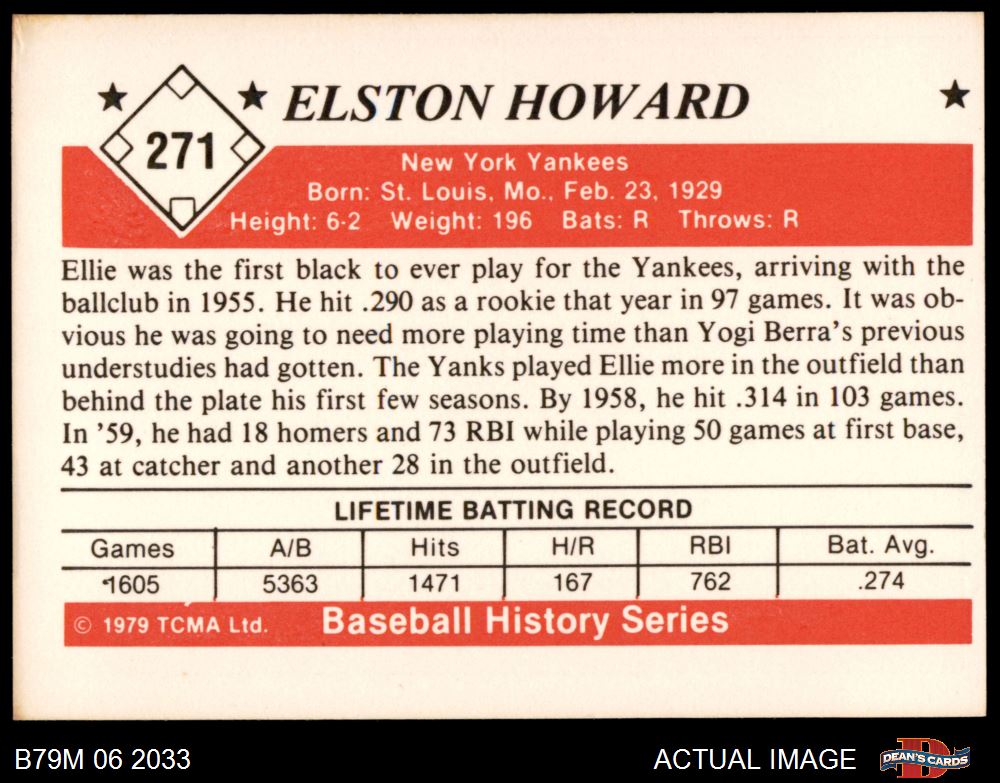 271
ELSTON HOWARD
New York Yankees
Born: St. Louis, Mo., Feb. 23, 1929
Height: 6-2 Weight: 196 Bats: R Throws: R
Ellie was the first black to ever play for the Yankees, arriving with the
ballclub in 1955. He hit .290 as a rookie that year in 97 games. It was ob-
vious he was going to need more playing time than Yogi Berra's previous
understudies had gotten. The Yanks played Ellie more in the outfield than
behind the plate his first few seasons. By 1958, he hit .314 in 103 games.
In '59, he had 18 homers and 73 RBI while playing 50 games at first base,
43 at catcher and another 28 in the outfield.
LIFETIME BATTING RECORD
Games A/B Hits H/R RBI Bat. Avg.
1605 5363 1471 167 762 .274
© 1979 TCMA Ltd. Baseball History Series
B79M 06 2033 ACTUAL IMAGE DEAN'S CARDS